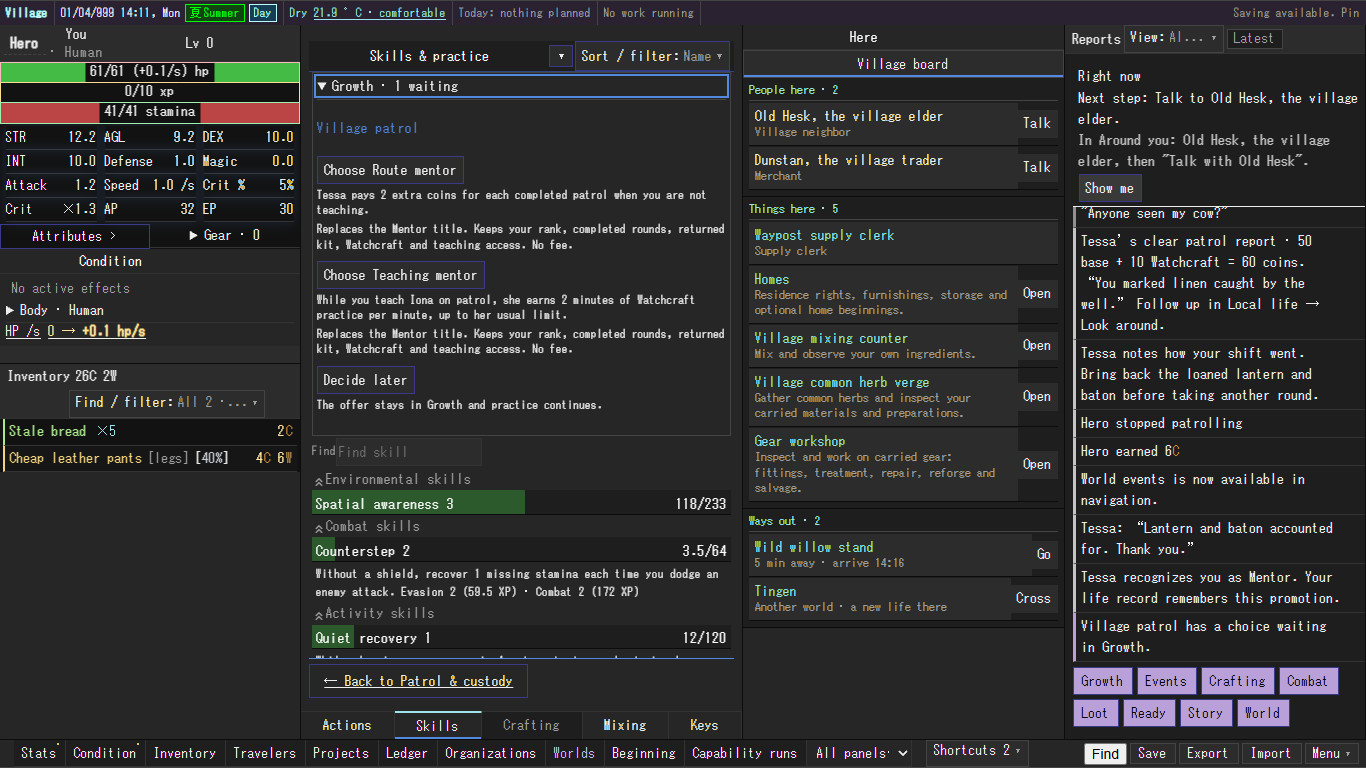 Village 01/04/999 14:11, Mon 夏Summer Day Dry 21.9 ° C · comfortable Today: nothing planned No work running Saving available. Pin
Hero You Lv 0
Human
61/61 (+0.1/s) hp
0/10 xp
41/41 stamina
STR 12.2 AGL 9.2 DEX 10.0
INT 10.0 Defense 1.0 Magic 0.0
Attack 1.2 Speed 1.0 /s Crit % 5%
Crit ×1.3 AP 32 EP 30
Attributes > ▶ Gear · 0
Condition
No active effects
▶ Body · Human
HP /s 0 → +0.1 hp/s
Inventory 26C 2W
Find / filter: All 2 ·... ▾
Stale bread ×5 2C
Cheap leather pants [legs] [40%] 4C 6W
Skills & practice ▾ Sort / filter: Name ▾
▼ Growth · 1 waiting
Village patrol
Choose Route mentor
Tessa pays 2 extra coins for each completed patrol when you are not
teaching.
Replaces the Mentor title. Keeps your rank, completed rounds, returned
kit, Watchcraft and teaching access. No fee.
Choose Teaching mentor
While you teach Iona on patrol, she earns 2 minutes of Watchcraft
practice per minute, up to her usual limit.
Replaces the Mentor title. Keeps your rank, completed rounds, returned
kit, Watchcraft and teaching access. No fee.
Decide later
The offer stays in Growth and practice continues.
Find Find skill
Environmental skills
Spatial awareness 3 118/233
Combat skills
Counterstep 2 3.5/64
Without a shield, recover 1 missing stamina each time you dodge an
enemy attack. Evasion 2 (59.5 XP) · Combat 2 (172 XP)
Activity skills
Quiet recovery 1 12/120
← Back to Patrol & custody
Actions Skills Crafting Mixing Keys
Here
Village board
People here · 2
Old Hesk, the village elder Talk
Village neighbor
Dunstan, the village trader Talk
Merchant
Things here · 5
Waypost supply clerk
Supply clerk
Homes Open
Residence rights, furnishings, storage and
optional home beginnings.
Village mixing counter Open
Mix and observe your own ingredients.
Village common herb verge Open
Gather common herbs and inspect your
carried materials and preparations.
Gear workshop Open
Inspect and work on carried gear:
fittings, treatment, repair, reforge and
salvage.
Ways out · 2
Wild willow stand Go
5 min away · arrive 14:16
Tingen Cross
Another world · a new life there
Reports View: Al... ▾ Latest
Right now
Next step: Talk to Old Hesk, the village
elder.
In Around you: Old Hesk, the village
elder, then "Talk with Old Hesk".
Show me
"Anyone seen my cow?"
Tessa's clear patrol report · 50
base + 10 Watchcraft = 60 coins.
“You marked linen caught by the
well.” Follow up in Local life →
Look around.
Tessa notes how your shift went.
Bring back the loaned lantern and
baton before taking another round.
Hero stopped patrolling
Hero earned 6C
World events is now available in
navigation.
Tessa: “Lantern and baton accounted
for. Thank you.”
Tessa recognizes you as Mentor. Your
life record remembers this promotion.
Village patrol has a choice waiting
in Growth.
Growth Events Crafting Combat
Loot Ready Story World
Stats Condition Inventory Travelers Projects Ledger Organizations Worlds Beginning Capability runs All panels· Shortcuts 2 ▾ Find Save Export Import Menu ▾